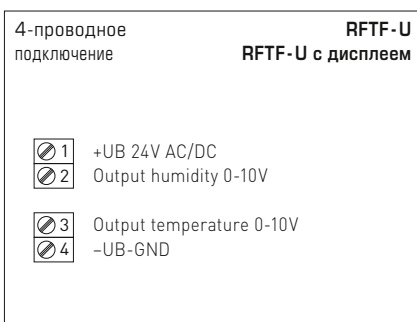 4-проводное RFTF-U
подключение RFTF-U с дисплеем
1 +UB 24V AC/DC
2 Output humidity 0-10V
3 Output temperature 0-10V
4 –UB-GND